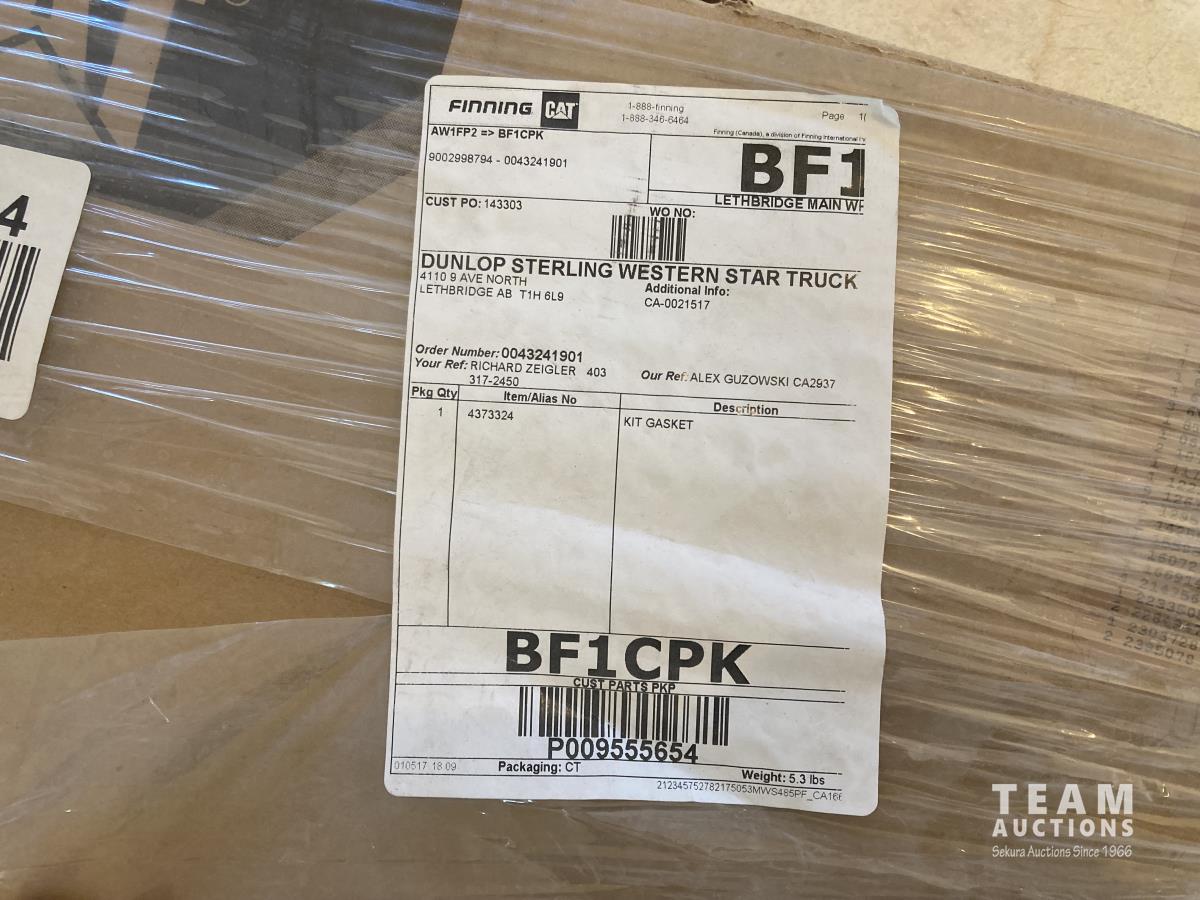 FINNING CAT
1-888-finning
1-888-346-6464
Page 1(
Finning (Canada), a division of Finning International
AW1FP2 => BF1CPK
9002998794 - 0043241901
BF1
LETHBRIDGE MAIN
CUST PO: 143303
WO NO:
DUNLOP STERLING WESTERN STAR TRUCK
4110 9 AVE NORTH
LETHBRIDGE AB T1H 6L9
Additional Info:
CA-0021517
Order Number: 0043241901
Your Ref: RICHARD ZEIGLER 403
317-2450
Our Ref: ALEX GUZOWSKI CA2937
Pkg Qty Item/Alias No Description
1 4373324 KIT GASKET
BF1CPK
CUST PARTS PKP
P009555654
010517 18:09
Packaging: CT
Weight: 5.3 lbs
212345752782175053MWS485PF_CA166
4
TEAM
AUCTIONS
Sekura Auctions Since 1966